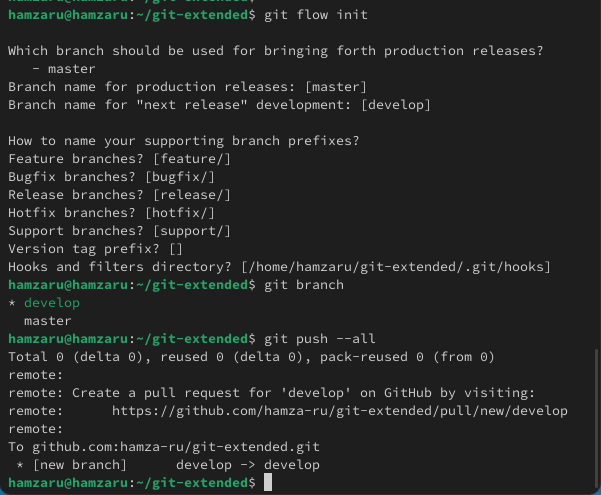 hamzaru@hamzaru:~/git-extended$ git flow init

Which branch should be used for bringing forth production releases?
   - master
Branch name for production releases: [master]
Branch name for "next release" development: [develop]

How to name your supporting branch prefixes?
Feature branches? [feature/]
Bugfix branches? [bugfix/]
Release branches? [release/]
Hotfix branches? [hotfix/]
Support branches? [support/]
Version tag prefix? []
Hooks and filters directory? [/home/hamzaru/git-extended/.git/hooks]
hamzaru@hamzaru:~/git-extended$ git branch
* develop
  master
hamzaru@hamzaru:~/git-extended$ git push --all
Total 0 (delta 0), reused 0 (delta 0), pack-reused 0 (from 0)
remote:
remote: Create a pull request for 'develop' on GitHub by visiting:
remote:      https://github.com/hamza-ru/git-extended/pull/new/develop
remote:
To github.com:hamza-ru/git-extended.git
 * [new branch]      develop -> develop
hamzaru@hamzaru:~/git-extended$